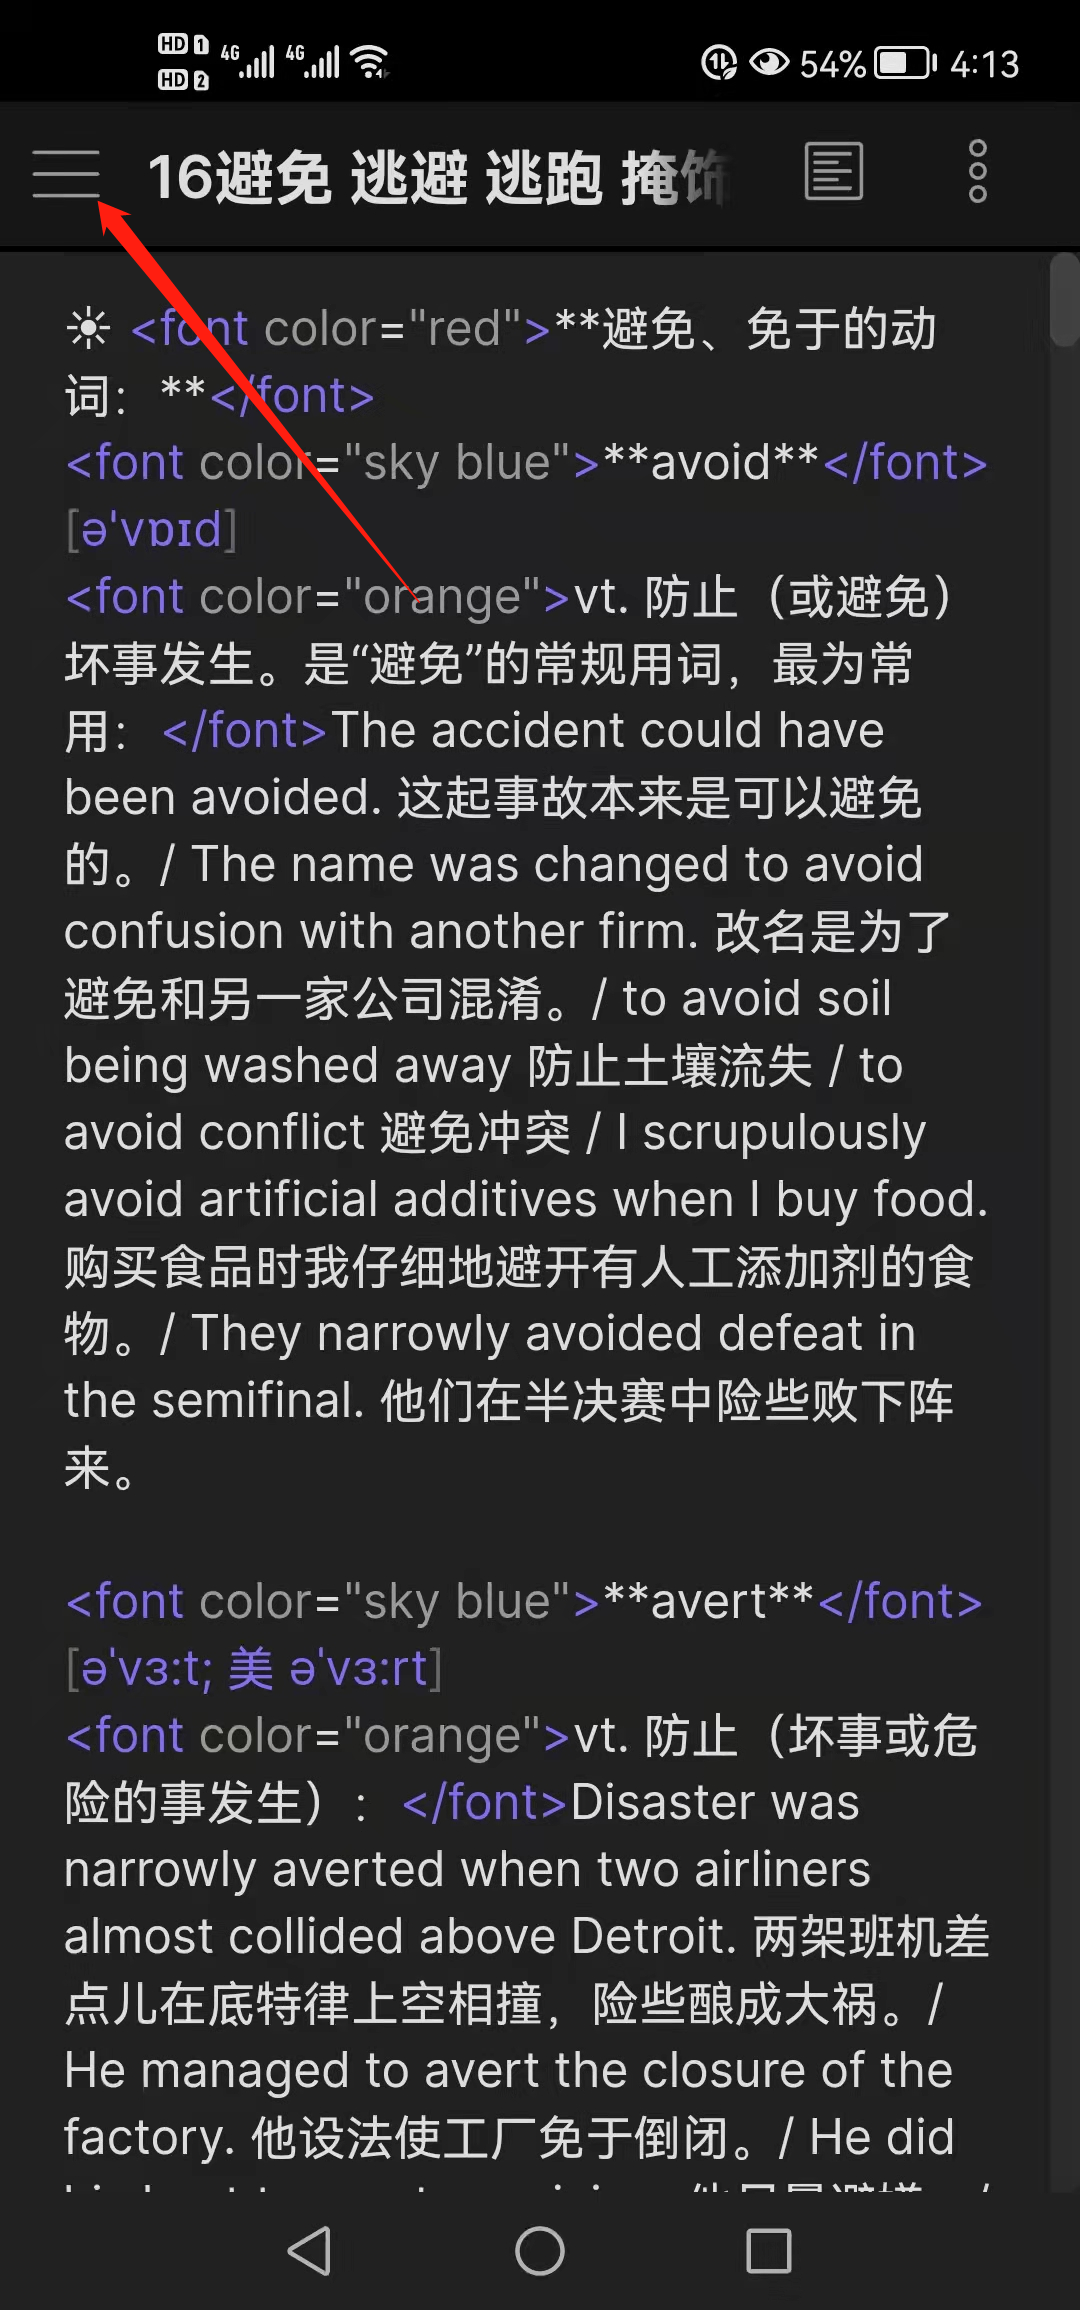 HD 1 4G 4G 54% 4:13
HD 2
16避免 逃避 逃跑 掩饰
<font color="red">**避免、免于的动
词：**</font>
<font color="sky blue">**avoid**</font>
[ə'vɒɪd]
<font color="orange">vt. 防止（或避免）
坏事发生。是“避免”的常规用词，最为常
用：</font>The accident could have
been avoided. 这起事故本来是可以避免
的。/ The name was changed to avoid
confusion with another firm. 改名是为了
避免和另一家公司混淆。/ to avoid soil
being washed away 防止土壤流失 / to
avoid conflict 避免冲突 / I scrupulously
avoid artificial additives when I buy food.
购买食品时我仔细地避开有人工添加剂的食
物。/ They narrowly avoided defeat in
the semifinal. 他们在半决赛中险些败下阵
来。
<font color="sky blue">**avert**</font>
[ə'vɜ:t; 美 ə'vɜ:rt]
<font color="orange">vt. 防止（坏事或危
险的事发生）：</font>Disaster was
narrowly averted when two airliners
almost collided above Detroit. 两架班机差
点儿在底特律上空相撞，险些酿成大祸。/
He managed to avert the closure of the
factory. 他设法使工厂免于倒闭。/ He did